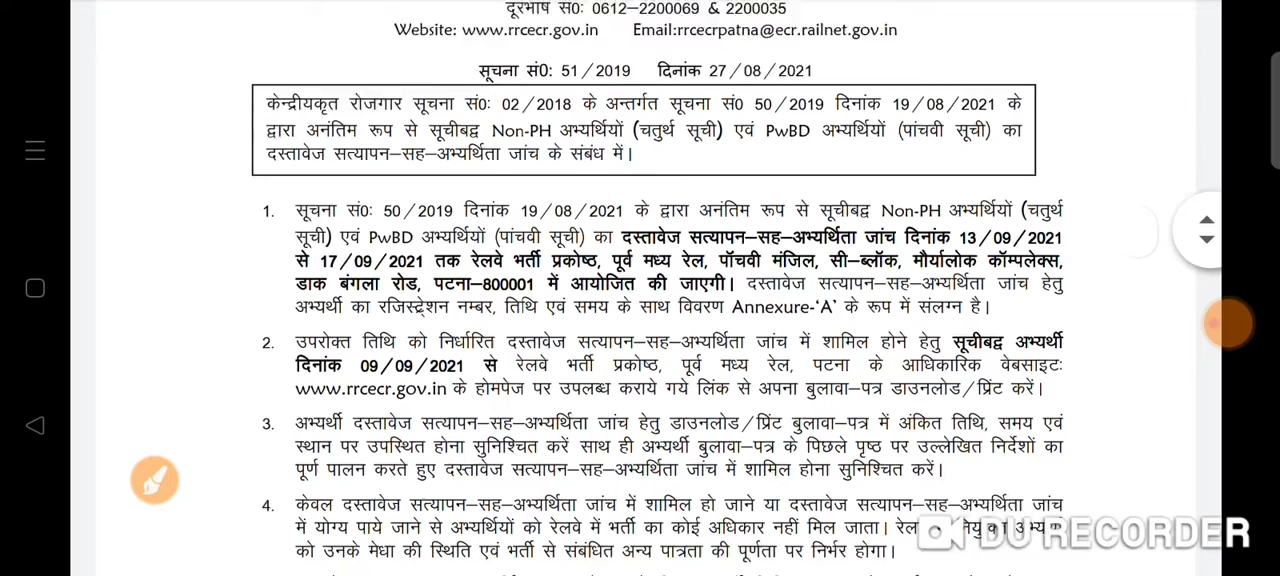 दूरभाष सं0: 0612–2200069 & 2200035
Website: www.rrcecr.gov.in Email:rrcecrpatna@ecr.railnet.gov.in
सूचना सं0: 51/2019 दिनांक 27/08/2021
केन्द्रीयकृत रोजगार सूचना सं0: 02/2018 के अन्तर्गत सूचना सं0 50/2019 दिनांक 19/08/2021 के
द्वारा अनंतिम रूप से सूचीबद्व Non-PH अभ्यर्थियों (चतुर्थ सूची) एवं PwBD अभ्यर्थियों (पांचवी सूची) का
दस्तावेज सत्यापन–सह–अभ्यर्थिता जांच के संबंध में।
1. सूचना सं0: 50/2019 दिनांक 19/08/2021 के द्वारा अनंतिम रूप से सूचीबद्व Non-PH अभ्यर्थियों (चतुर्थ
सूची) एवं PwBD अभ्यर्थियों (पांचवी सूची) का दस्तावेज सत्यापन–सह–अभ्यर्थिता जांच दिनांक 13/09/2021
से 17/09/2021 तक रेलवे भर्ती प्रकोष्ठ, पूर्व मध्य रेल, पॉचवी मंजिल, सी–ब्लॉक, मौर्यालोक कॉम्पलेक्स,
डाक बंगला रोड, पटना–800001 में आयोजित की जाएगी। दस्तावेज सत्यापन–सह–अभ्यर्थिता जांच हेतु
अभ्यर्थी का रजिस्ट्रेशन नम्बर, तिथि एवं समय के साथ विवरण Annexure-‘A’ के रूप में संलग्न है।
2. उपरोक्त तिथि को निर्धारित दस्तावेज सत्यापन–सह–अभ्यर्थिता जांच में शामिल होने हेतु सूचीबद्व अभ्यर्थी
दिनांक 09/09/2021 से रेलवे भर्ती प्रकोष्ठ, पूर्व मध्य रेल, पटना के आधिकारिक वेबसाइटः
www.rrcecr.gov.in के होमपेज पर उपलब्ध कराये गये लिंक से अपना बुलावा–पत्र डाउनलोड/प्रिंट करें।
3. अभ्यर्थी दस्तावेज सत्यापन–सह–अभ्यर्थिता जांच हेतु डाउनलोड/प्रिंट बुलावा–पत्र में अंकित तिथि, समय एवं
स्थान पर उपस्थित होना सुनिश्चित करें साथ ही अभ्यर्थी बुलावा–पत्र के पिछले पृष्ठ पर उल्लेखित निर्देशों का
पूर्ण पालन करते हुए दस्तावेज सत्यापन–सह–अभ्यर्थिता जांच में शामिल होना सुनिश्चित करें।
4. केवल दस्तावेज सत्यापन–सह–अभ्यर्थिता जांच में शामिल हो जाने या दस्तावेज सत्यापन–सह–अभ्यर्थिता जांच
में योग्य पाये जाने से अभ्यर्थियों को रेलवे में भर्ती का कोई अधिकार नहीं मिल जाता।
को उनके मेधा की स्थिति एवं भर्ती से संबंधित अन्य पात्रता की पूर्णता पर निर्भर होगा।
DU RECORDER